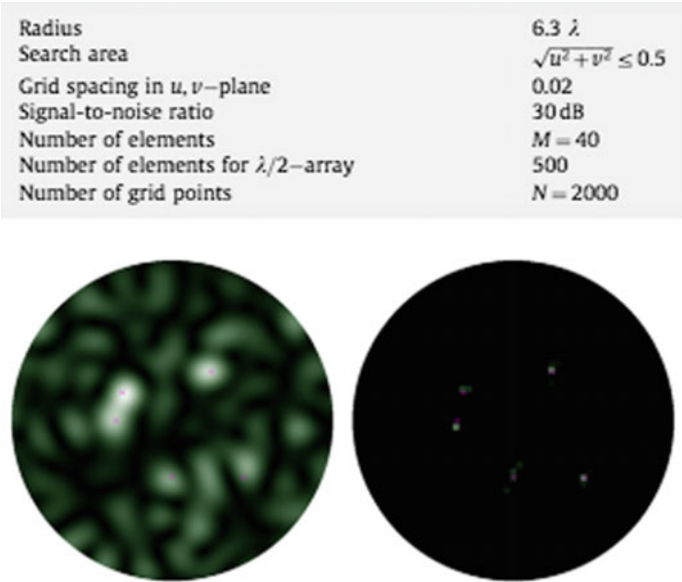 Radius 6.3 λ
Search area √u²+v² ≤ 0.5
Grid spacing in u, v−plane 0.02
Signal-to-noise ratio 30 dB
Number of elements M = 40
Number of elements for λ/2−array 500
Number of grid points N = 2000